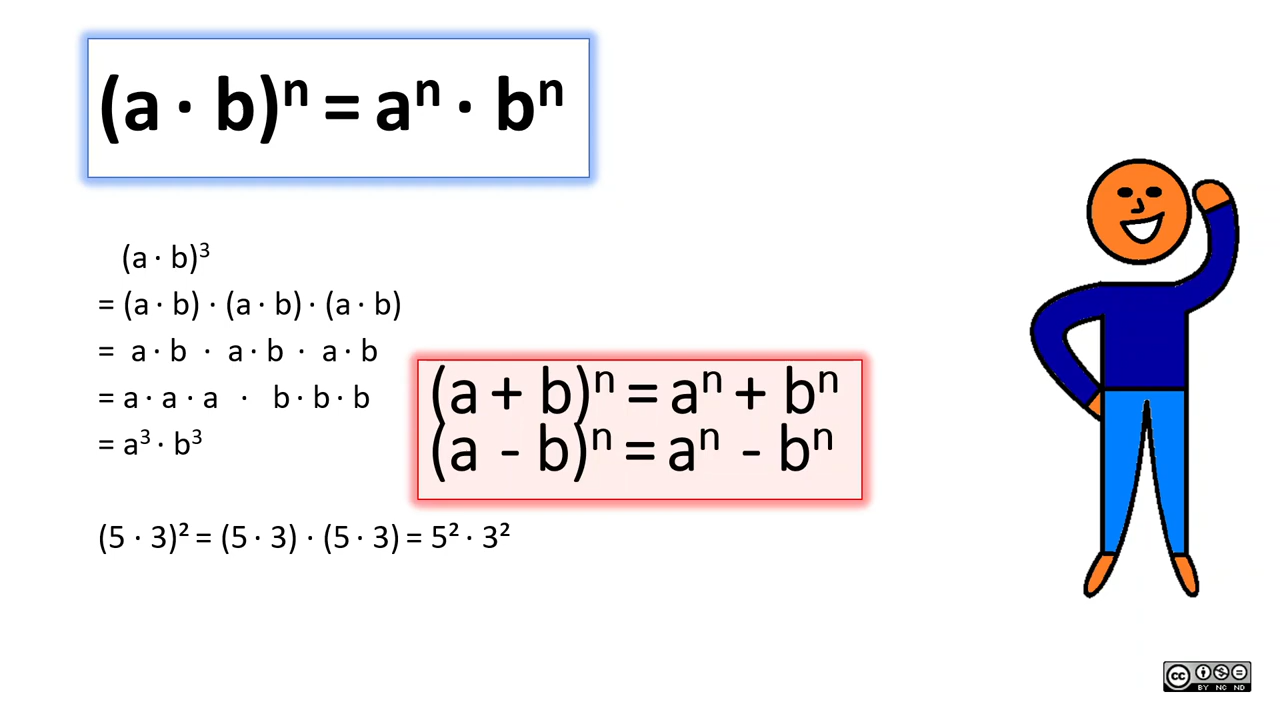 (a · b)ⁿ = aⁿ · bⁿ
(a · b)³
= (a · b) · (a · b) · (a · b)
= a · b · a · b · a · b
= a · a · a · b · b · b
= a³ · b³
(a + b)ⁿ = aⁿ + bⁿ
(a - b)ⁿ = aⁿ - bⁿ
(5 · 3)² = (5 · 3) · (5 · 3) = 5² · 3²
cc
BY NC ND